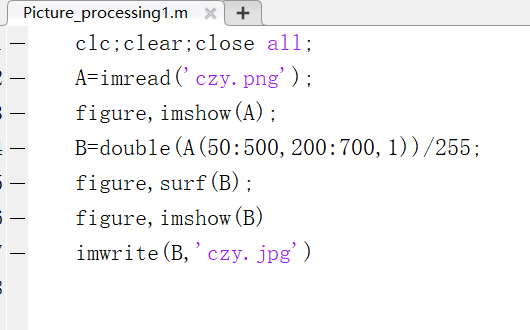 Picture_processing1.m
clc;clear;close all;
A=imread('czy.png');
figure,imshow(A);
B=double(A(50:500,200:700,1))/255;
figure,surf(B);
figure,imshow(B)
imwrite(B,'czy.jpg')